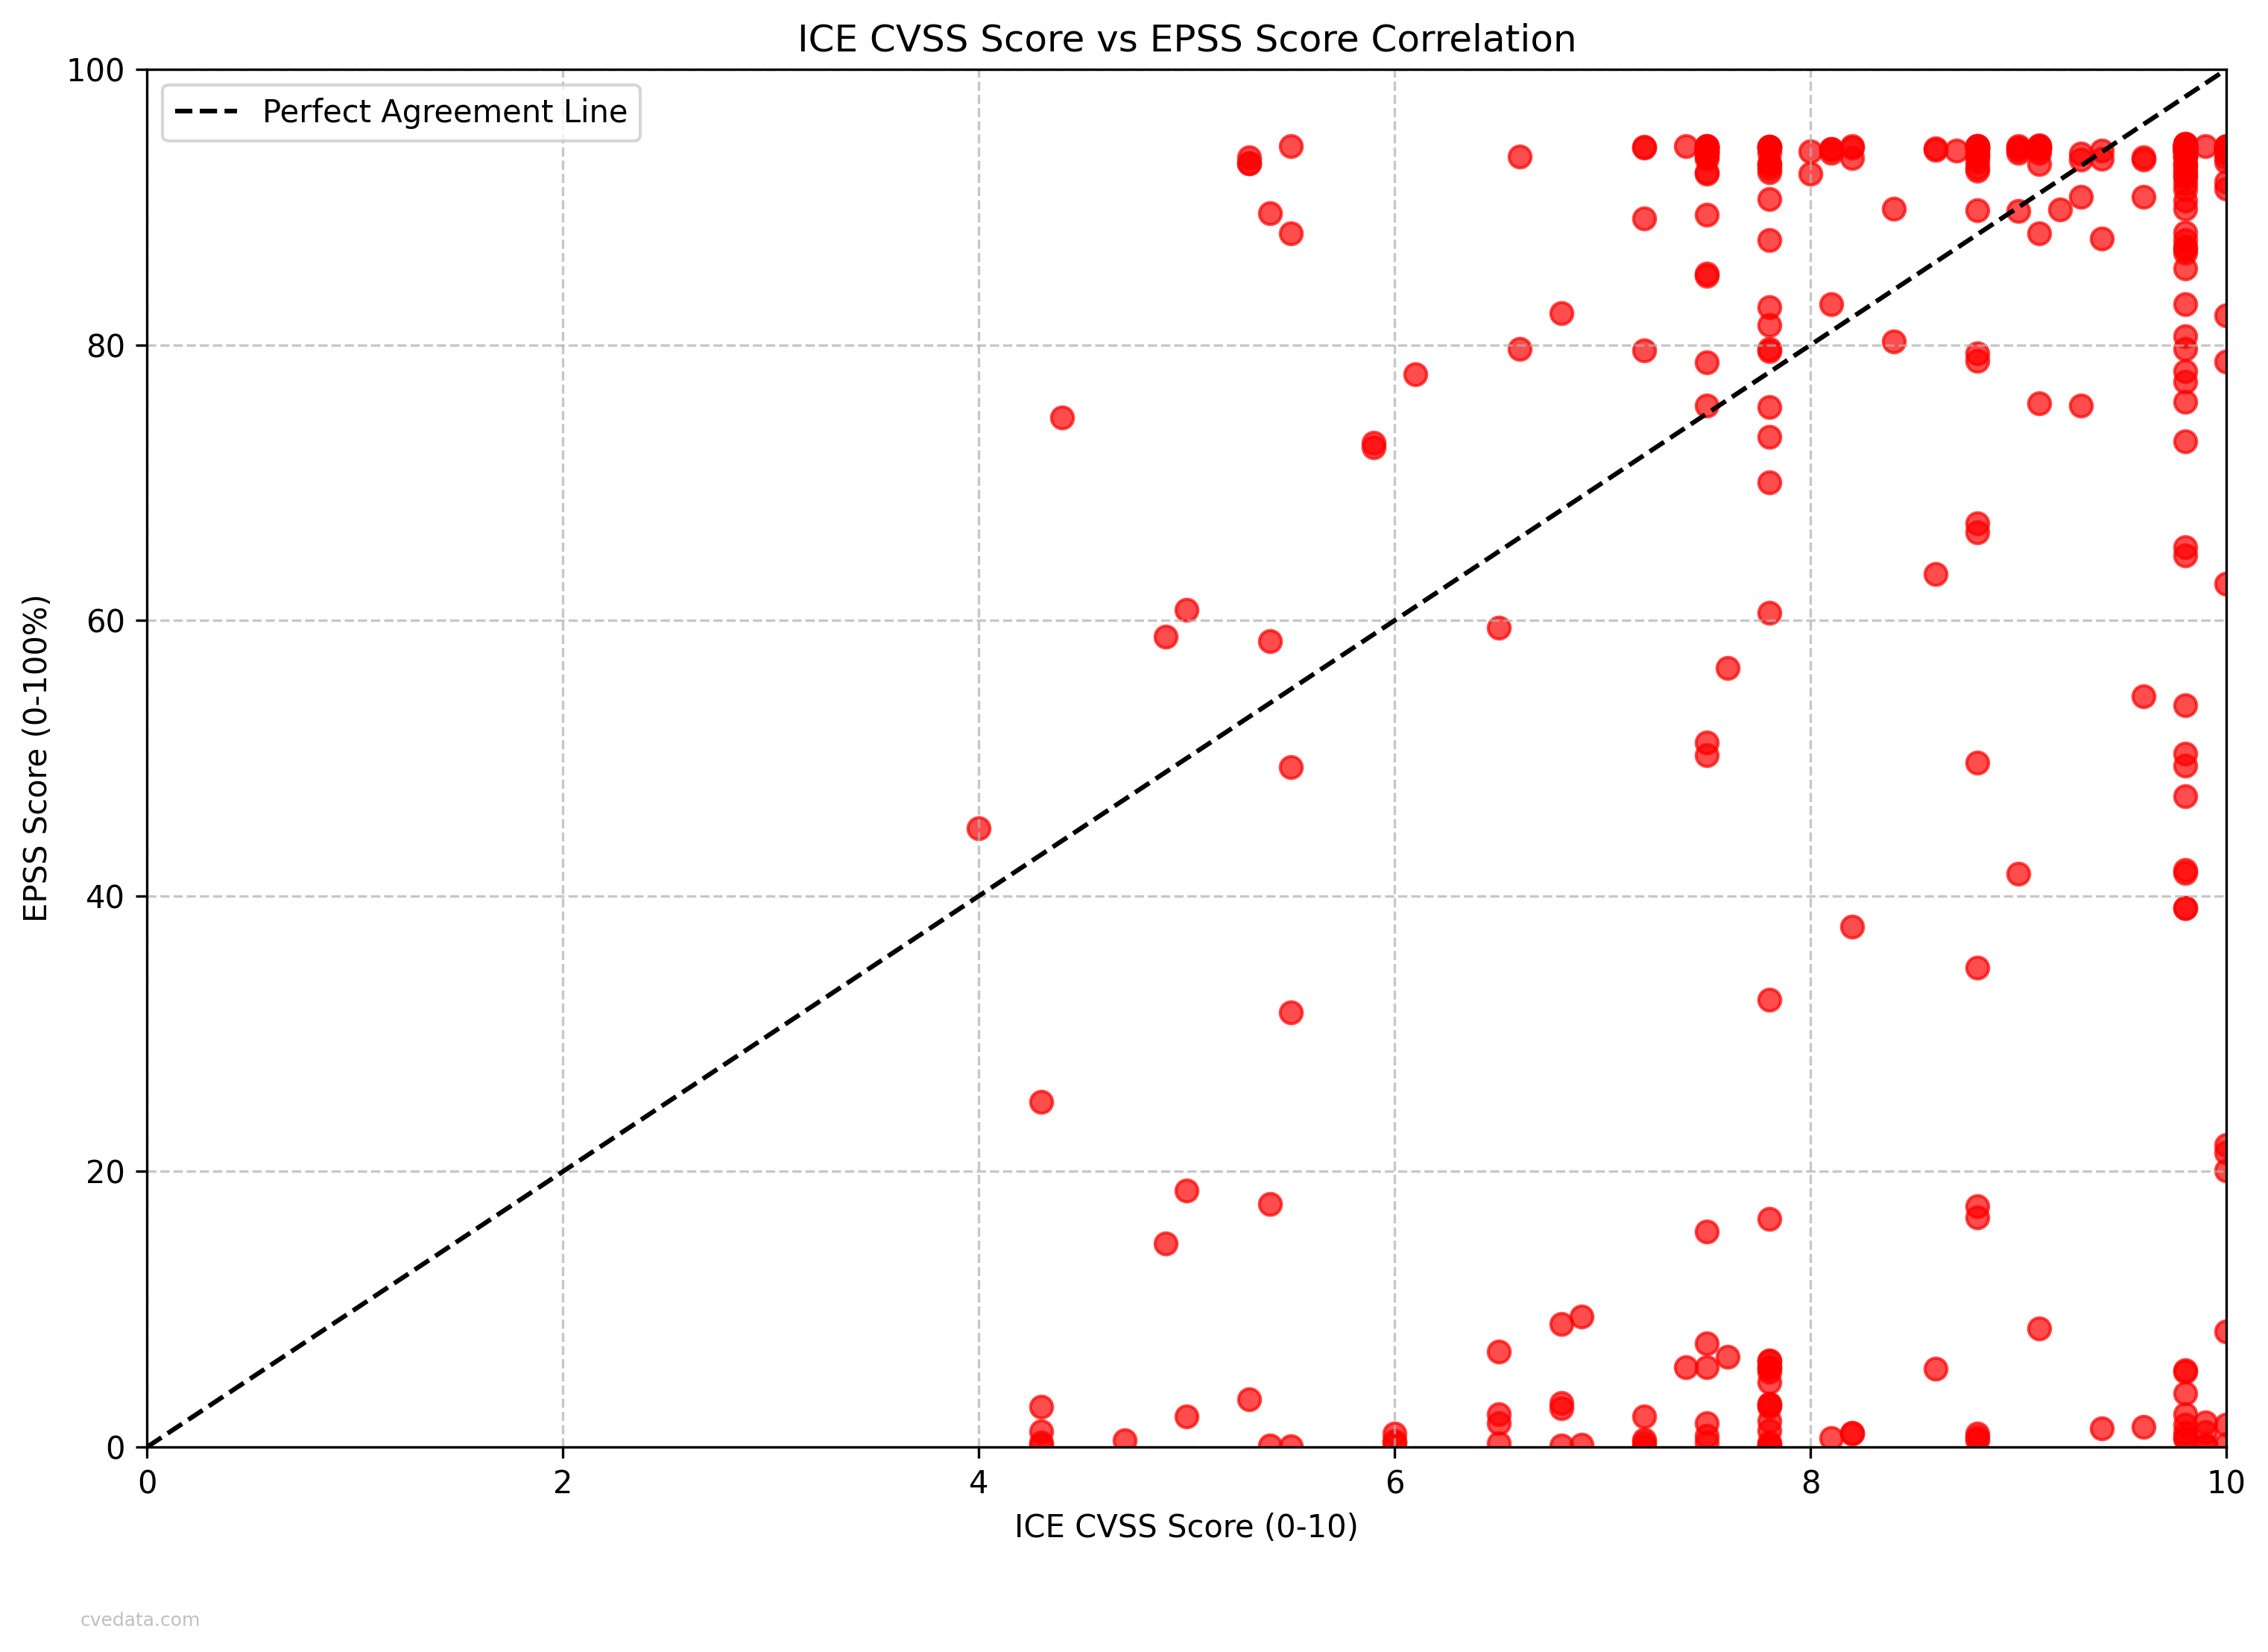 ICE CVSS Score vs EPSS Score Correlation
Perfect Agreement Line
EPSS Score (0-100%)
100
80
60
40
20
0
0 2 4 6 8 10
ICE CVSS Score (0-10)
cvedata.com